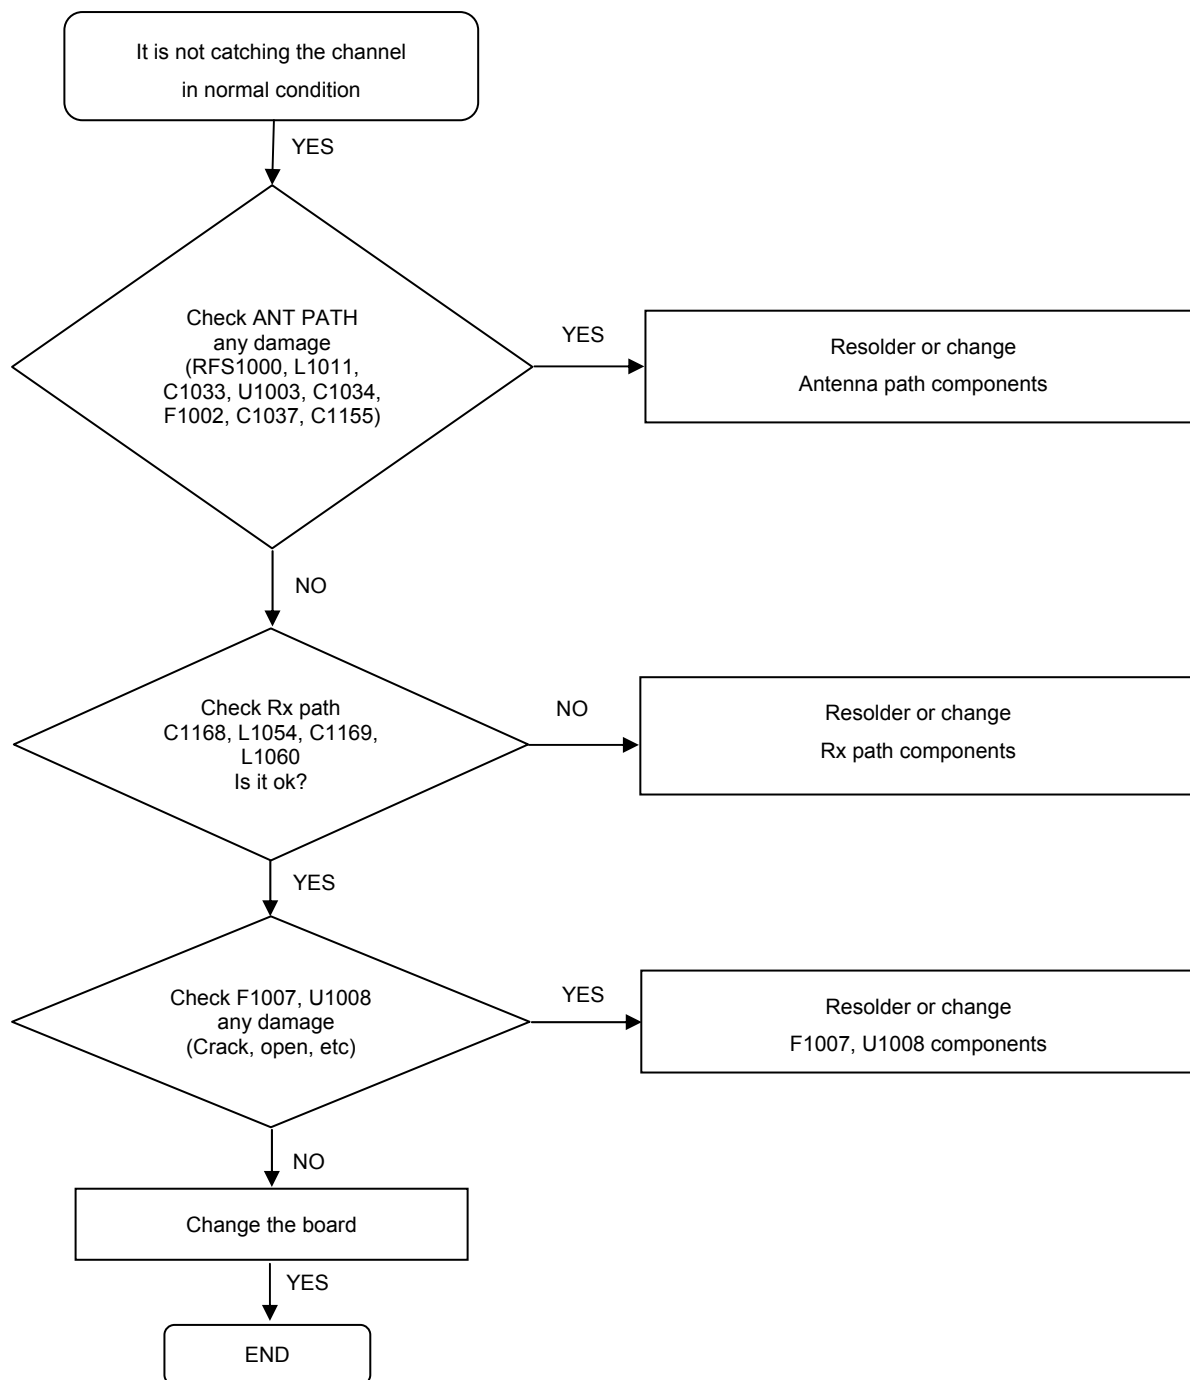 It is not catching the channel
in normal condition
YES
Check ANT PATH
any damage
(RFS1000, L1011,
C1033, U1003, C1034,
F1002, C1037, C1155)
YES
Resolder or change
Antenna path components
NO
Check Rx path
C1168, L1054, C1169,
L1060
Is it ok?
NO
Resolder or change
Rx path components
YES
Check F1007, U1008
any damage
(Crack, open, etc)
YES
Resolder or change
F1007, U1008 components
NO
Change the board
YES
END